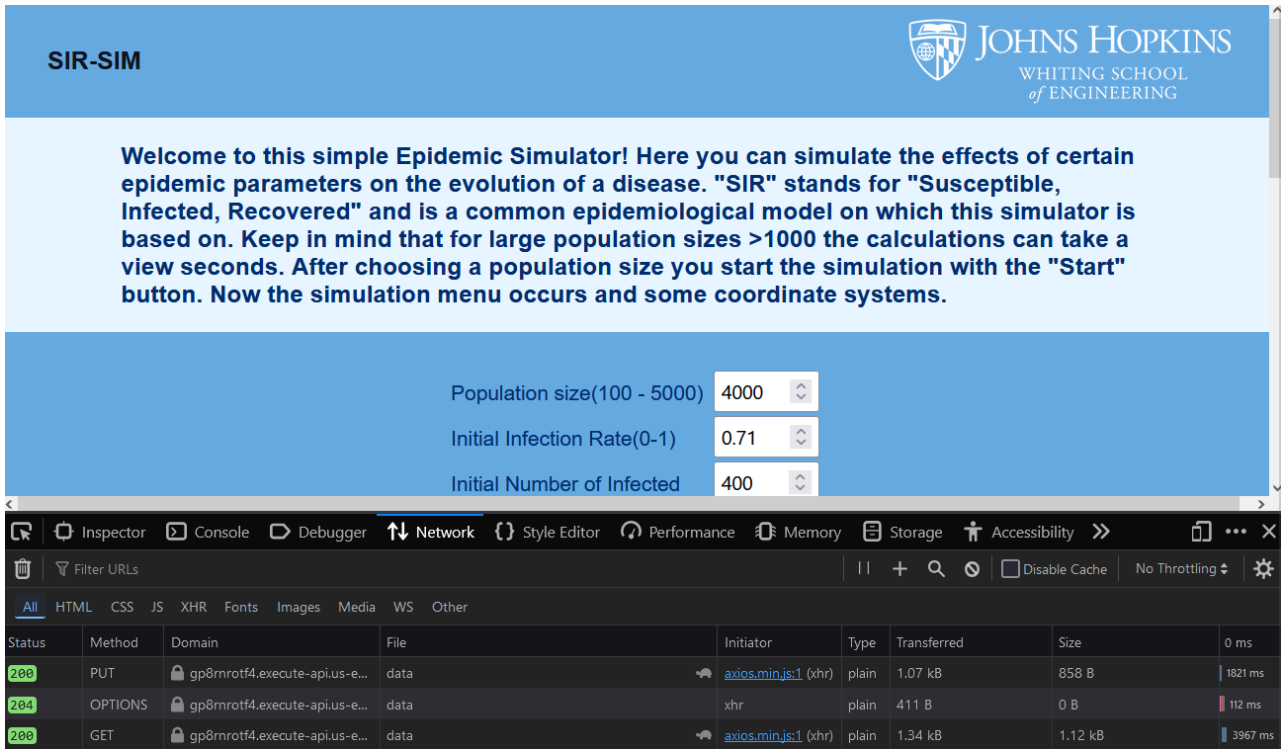 SIR-SIM
JOHNS HOPKINS
WHITING SCHOOL
of ENGINEERING
Welcome to this simple Epidemic Simulator! Here you can simulate the effects of certain
epidemic parameters on the evolution of a disease. "SIR" stands for "Susceptible,
Infected, Recovered" and is a common epidemiological model on which this simulator is
based on. Keep in mind that for large population sizes >1000 the calculations can take a
view seconds. After choosing a population size you start the simulation with the "Start"
button. Now the simulation menu occurs and some coordinate systems.
Population size(100 - 5000) 4000
Initial Infection Rate(0-1) 0.71
Initial Number of Infected 400
Inspector Console Debugger Network Style Editor Performance Memory Storage Accessibility
Filter URLs Disable Cache No Throttling
All HTML CSS JS XHR Fonts Images Media WS Other
Status Method Domain File Initiator Type Transferred Size 0 ms
200 PUT gp8rnrotf4.execute-api.us-e... data axios.min.js:1 (xhr) plain 1.07 kB 858 B 1821 ms
204 OPTIONS gp8rnrotf4.execute-api.us-e... data xhr plain 411 B 0 B 112 ms
200 GET gp8rnrotf4.execute-api.us-e... data axios.min.js:1 (xhr) plain 1.34 kB 1.12 kB 3967 ms